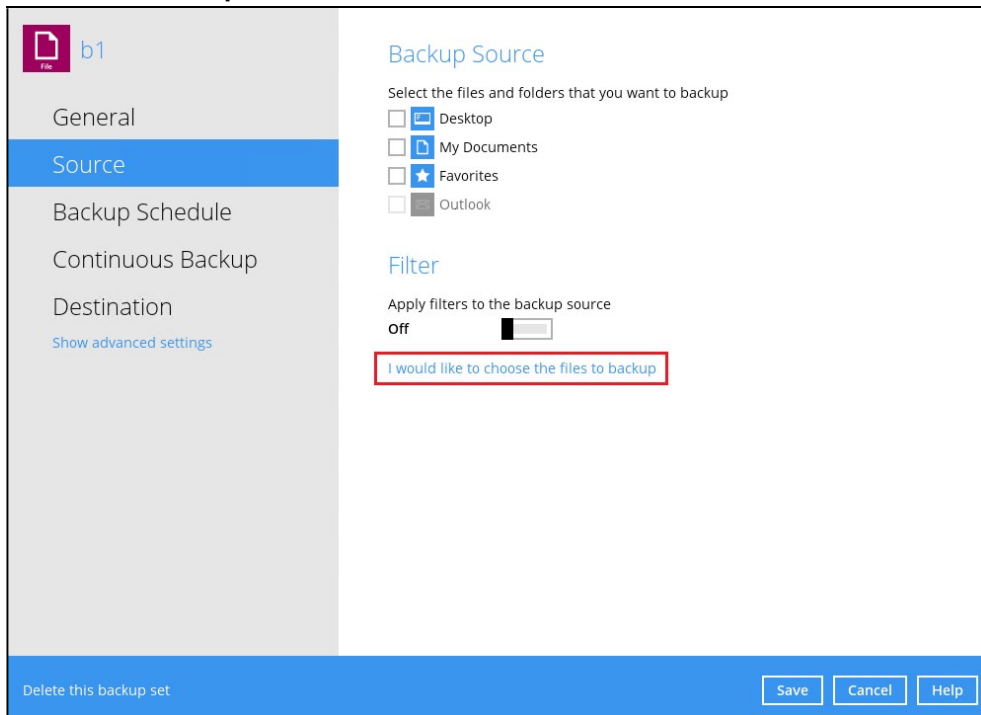 File
b1
General
Source
Backup Schedule
Continuous Backup
Destination
Show advanced settings
Backup Source
Select the files and folders that you want to backup
Desktop
My Documents
Favorites
Outlook
Filter
Apply filters to the backup source
Off
I would like to choose the files to backup
Delete this backup set
Save
Cancel
Help